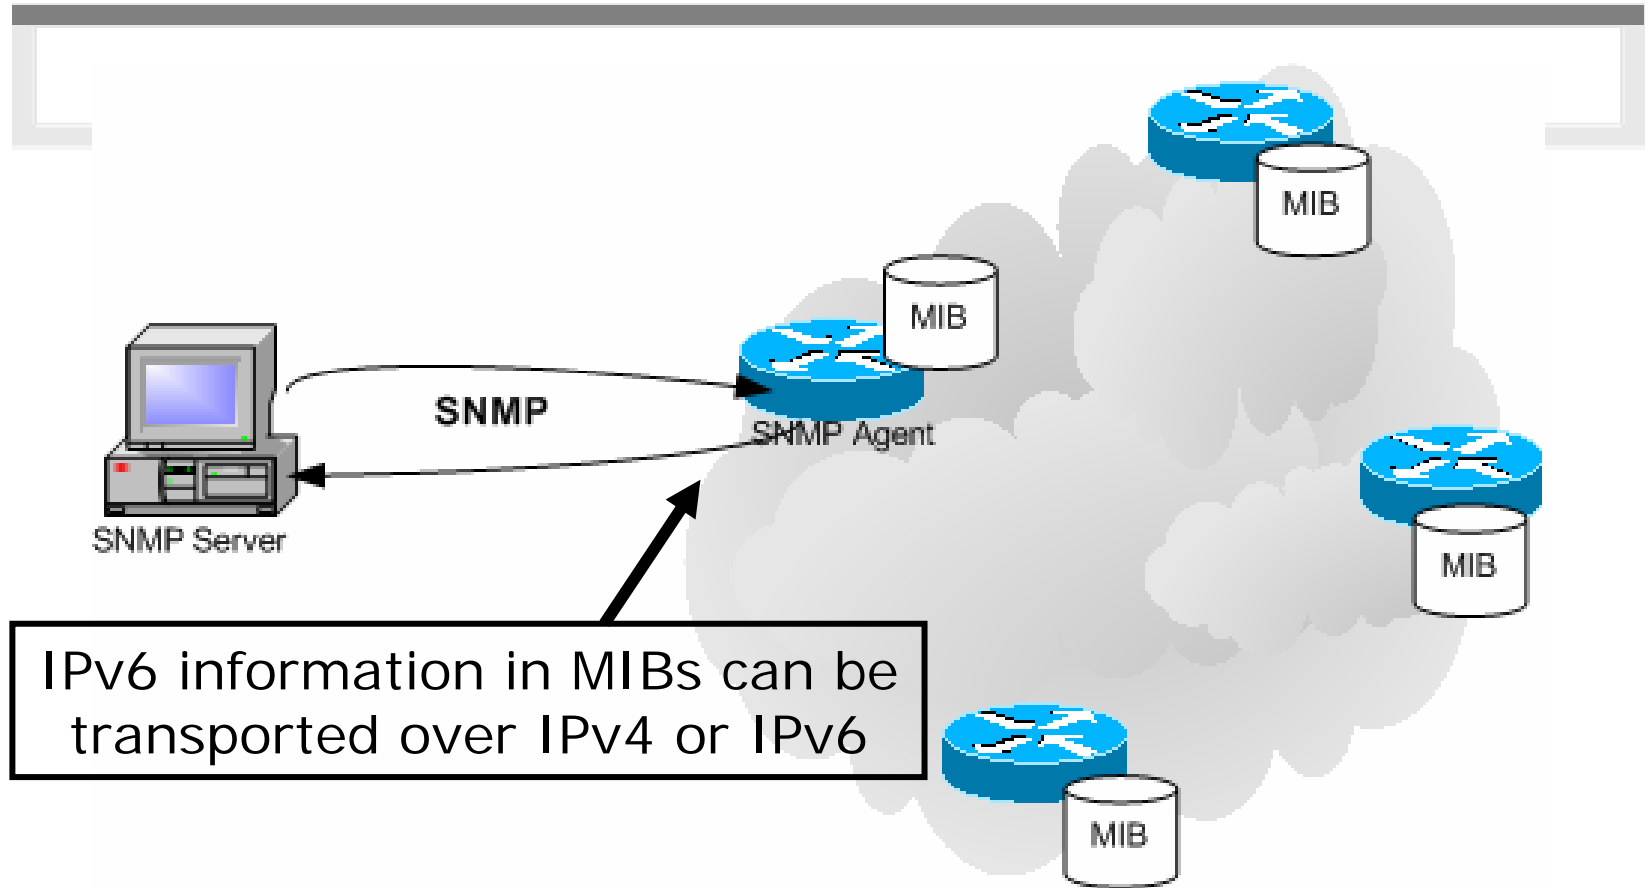 MIB
MIB
SNMP
SNMP Agent
SNMP Server
MIB
IPv6 information in MIBs can be
transported over IPv4 or IPv6
MIB